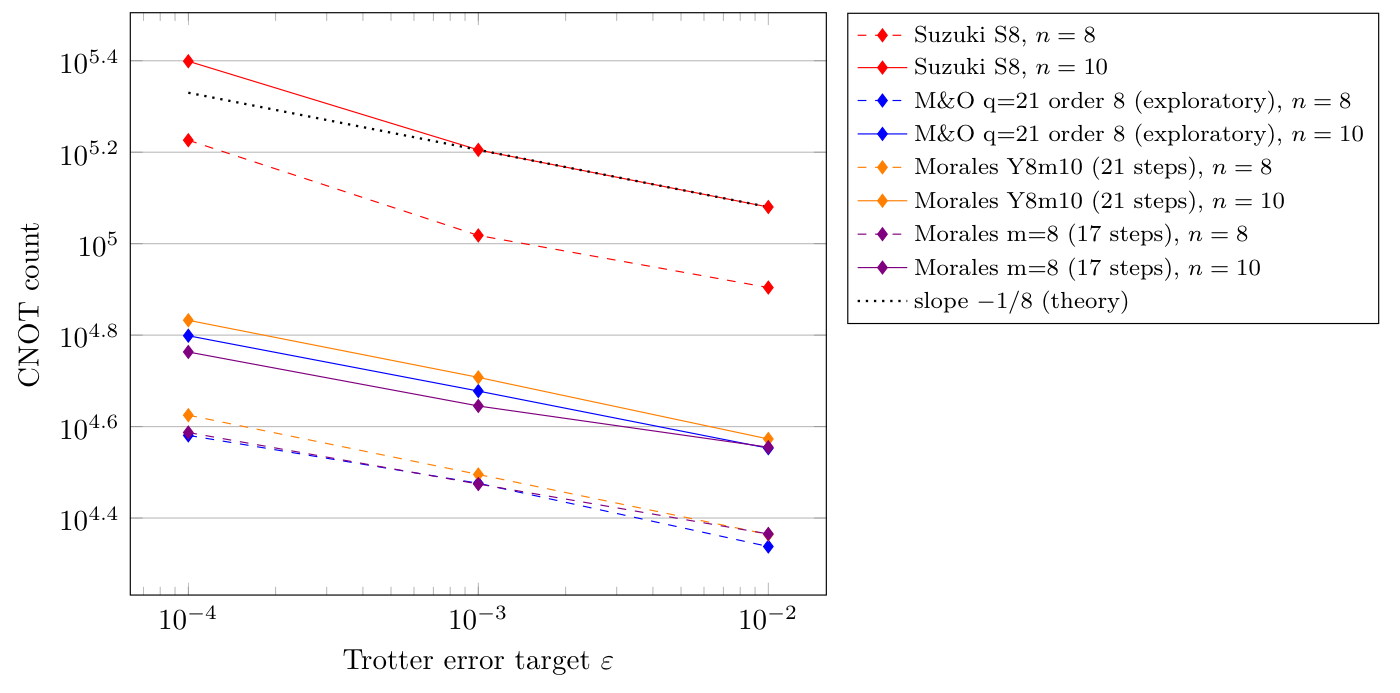 CNOT count
10^5.4
10^5.2
10^5
10^4.8
10^4.6
10^4.4
10^−4 10^−3 10^−2
Trotter error target ε
Suzuki S8, n = 8
Suzuki S8, n = 10
M&O q=21 order 8 (exploratory), n = 8
M&O q=21 order 8 (exploratory), n = 10
Morales Y8m10 (21 steps), n = 8
Morales Y8m10 (21 steps), n = 10
Morales m=8 (17 steps), n = 8
Morales m=8 (17 steps), n = 10
slope −1/8 (theory)